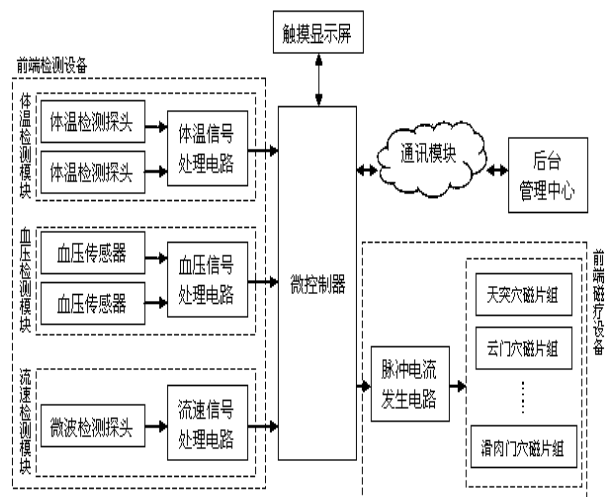 触摸显示屏
前端检测设备
体温检测模块
体温检测探头
体温检测探头
体温信号
处理电路
血压检测模块
血压传感器
血压传感器
血压信号
处理电路
流速检测模块
微波检测探头
流速信号
处理电路
微控制器
通讯模块
后台
管理中心
前端磁疗设备
脉冲电流
发生电路
天突穴磁片组
云门穴磁片组
滑肉门穴磁片组